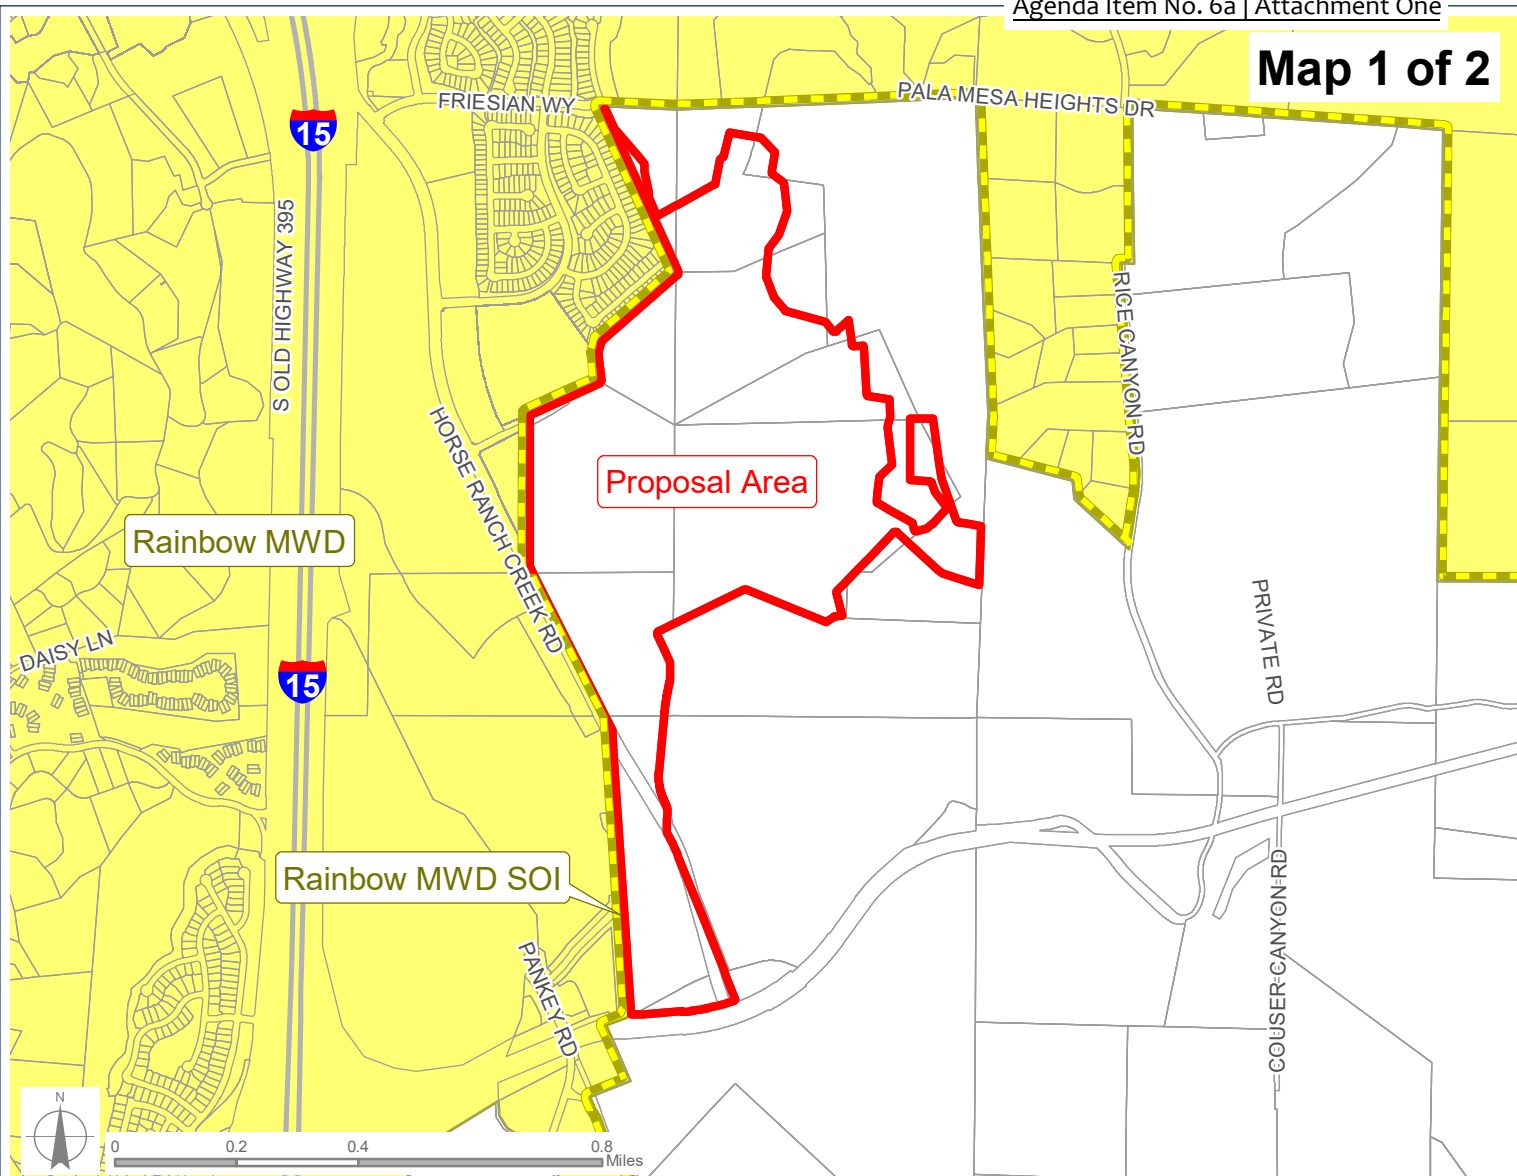 Agenda Item No. 6a | Attachment One
Map 1 of 2
FRIESIAN WY
PALA MESA HEIGHTS DR
15
S OLD HIGHWAY 395
RICE CANYON RD
HORSE RANCH CREEK RD
Proposal Area
Rainbow MWD
PRIVATE RD
DAISY LN
15
Rainbow MWD SOI
COUSER CANYON RD
PANKEY RD
N
0 0.2 0.4 0.8
Miles